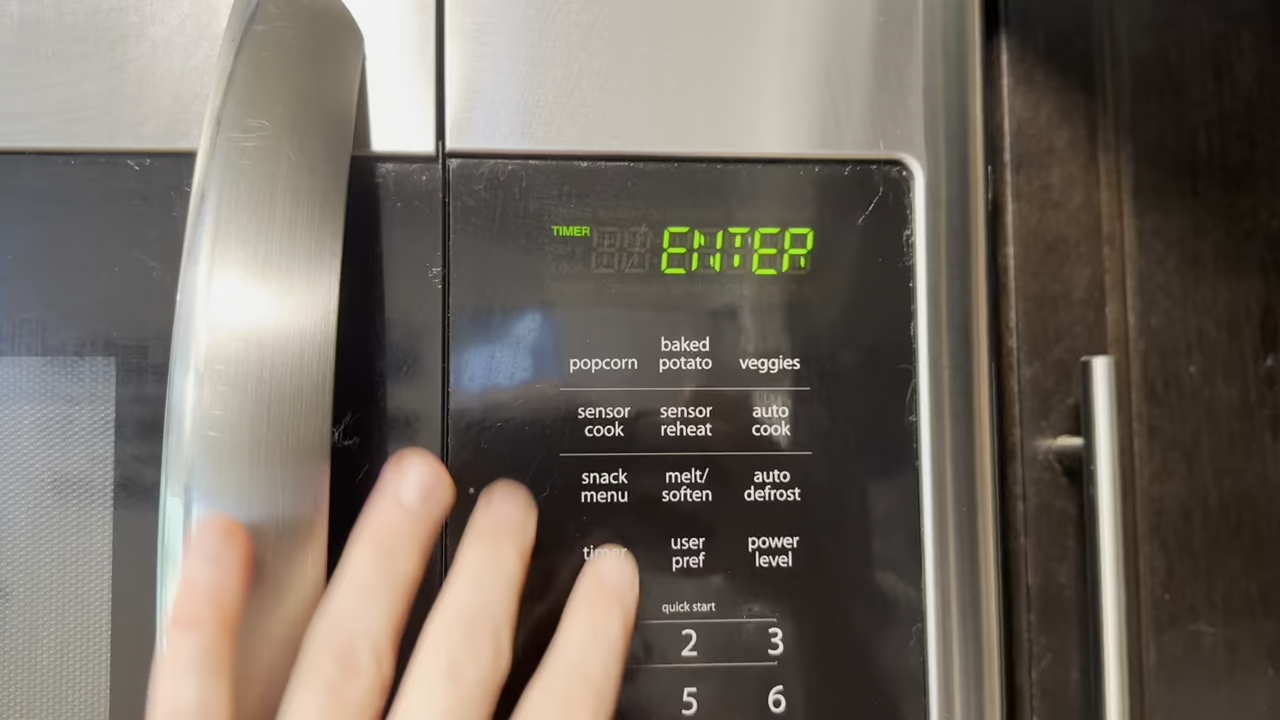 TIMER ENTER
popcorn baked potato veggies
sensor cook sensor reheat auto cook
snack menu melt/ soften auto defrost
timer user pref power level
quick start
2 3
5 6